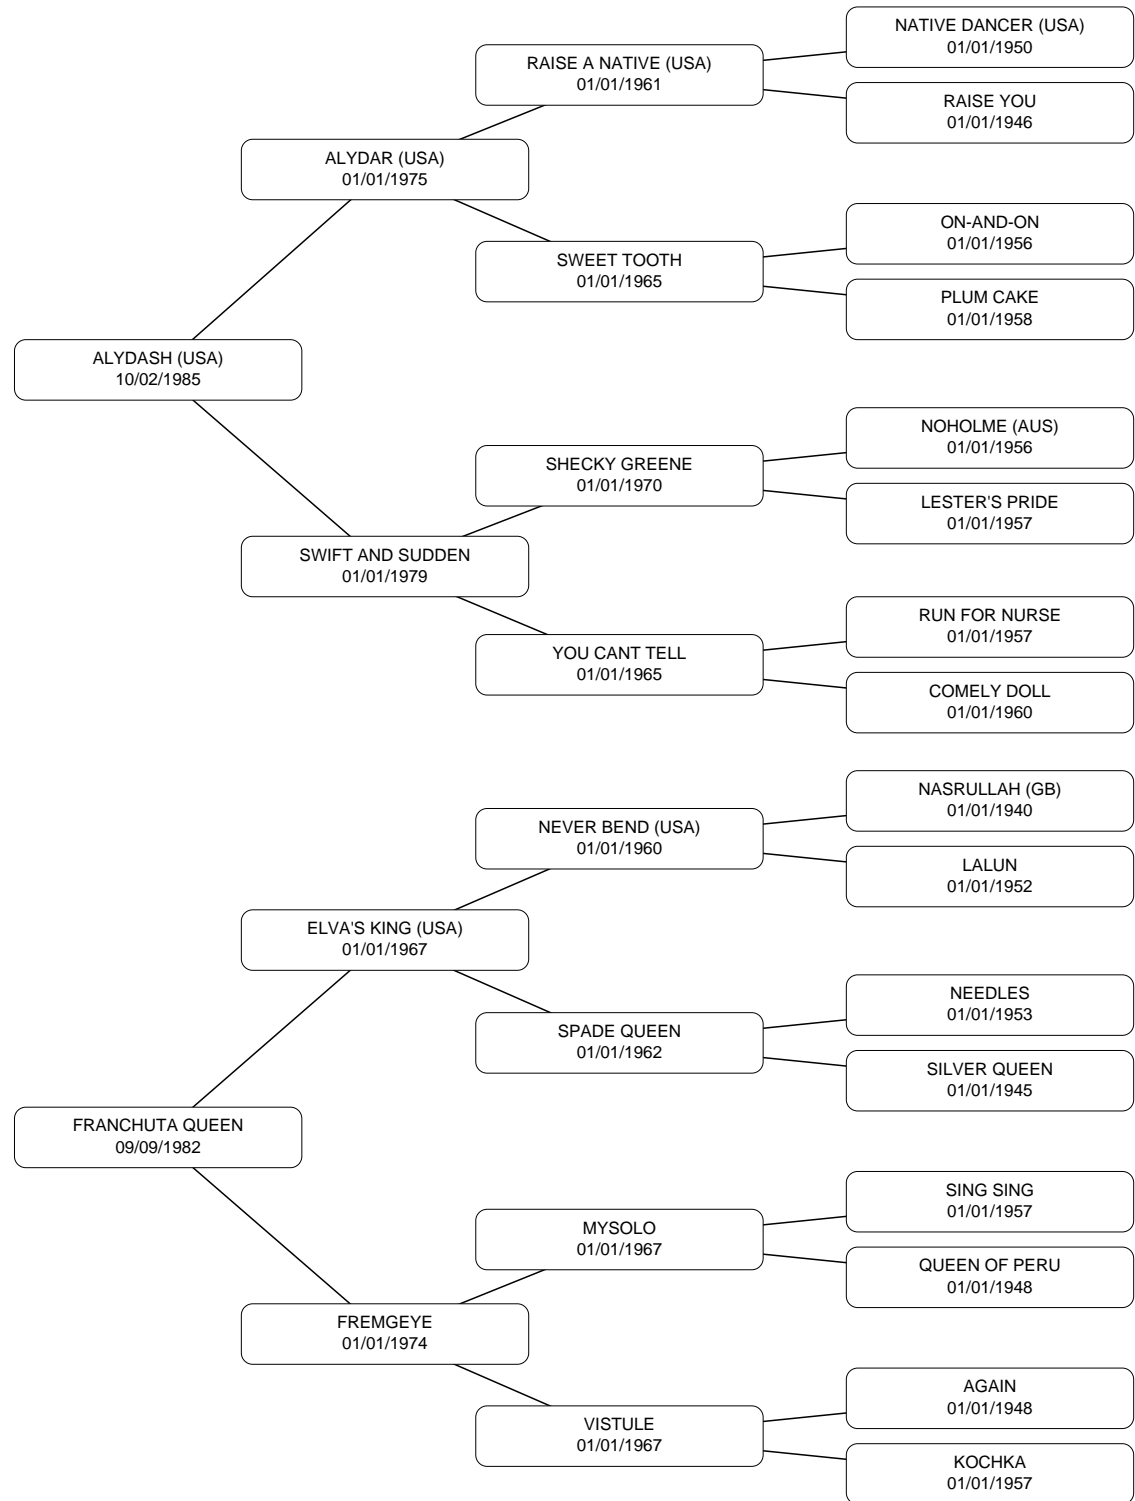 NATIVE DANCER (USA)
01/01/1950
RAISE A NATIVE (USA)
01/01/1961
RAISE YOU
01/01/1946
ALYDAR (USA)
01/01/1975
ON-AND-ON
01/01/1956
SWEET TOOTH
01/01/1965
PLUM CAKE
01/01/1958
ALYDASH (USA)
10/02/1985
NOHOLME (AUS)
01/01/1956
SHECKY GREENE
01/01/1970
LESTER'S PRIDE
01/01/1957
SWIFT AND SUDDEN
01/01/1979
RUN FOR NURSE
01/01/1957
YOU CANT TELL
01/01/1965
COMELY DOLL
01/01/1960
NASRULLAH (GB)
01/01/1940
NEVER BEND (USA)
01/01/1960
LALUN
01/01/1952
ELVA'S KING (USA)
01/01/1967
NEEDLES
01/01/1953
SPADE QUEEN
01/01/1962
SILVER QUEEN
01/01/1945
FRANCHUTA QUEEN
09/09/1982
SING SING
01/01/1957
MYSOLO
01/01/1967
QUEEN OF PERU
01/01/1948
FREMGEYE
01/01/1974
AGAIN
01/01/1948
VISTULE
01/01/1967
KOCHKA
01/01/1957